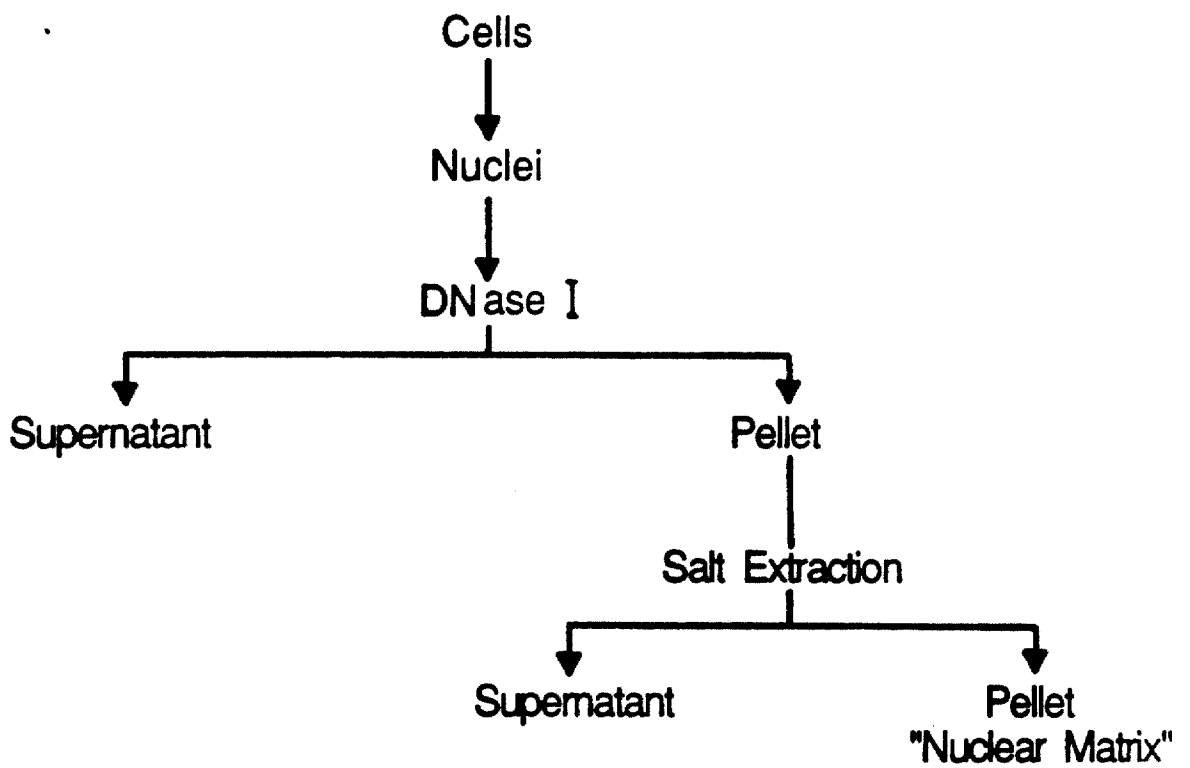 Cells
Nuclei
DNase I
Supernatant
Pellet
Salt Extraction
Supernatant
Pellet
"Nuclear Matrix"